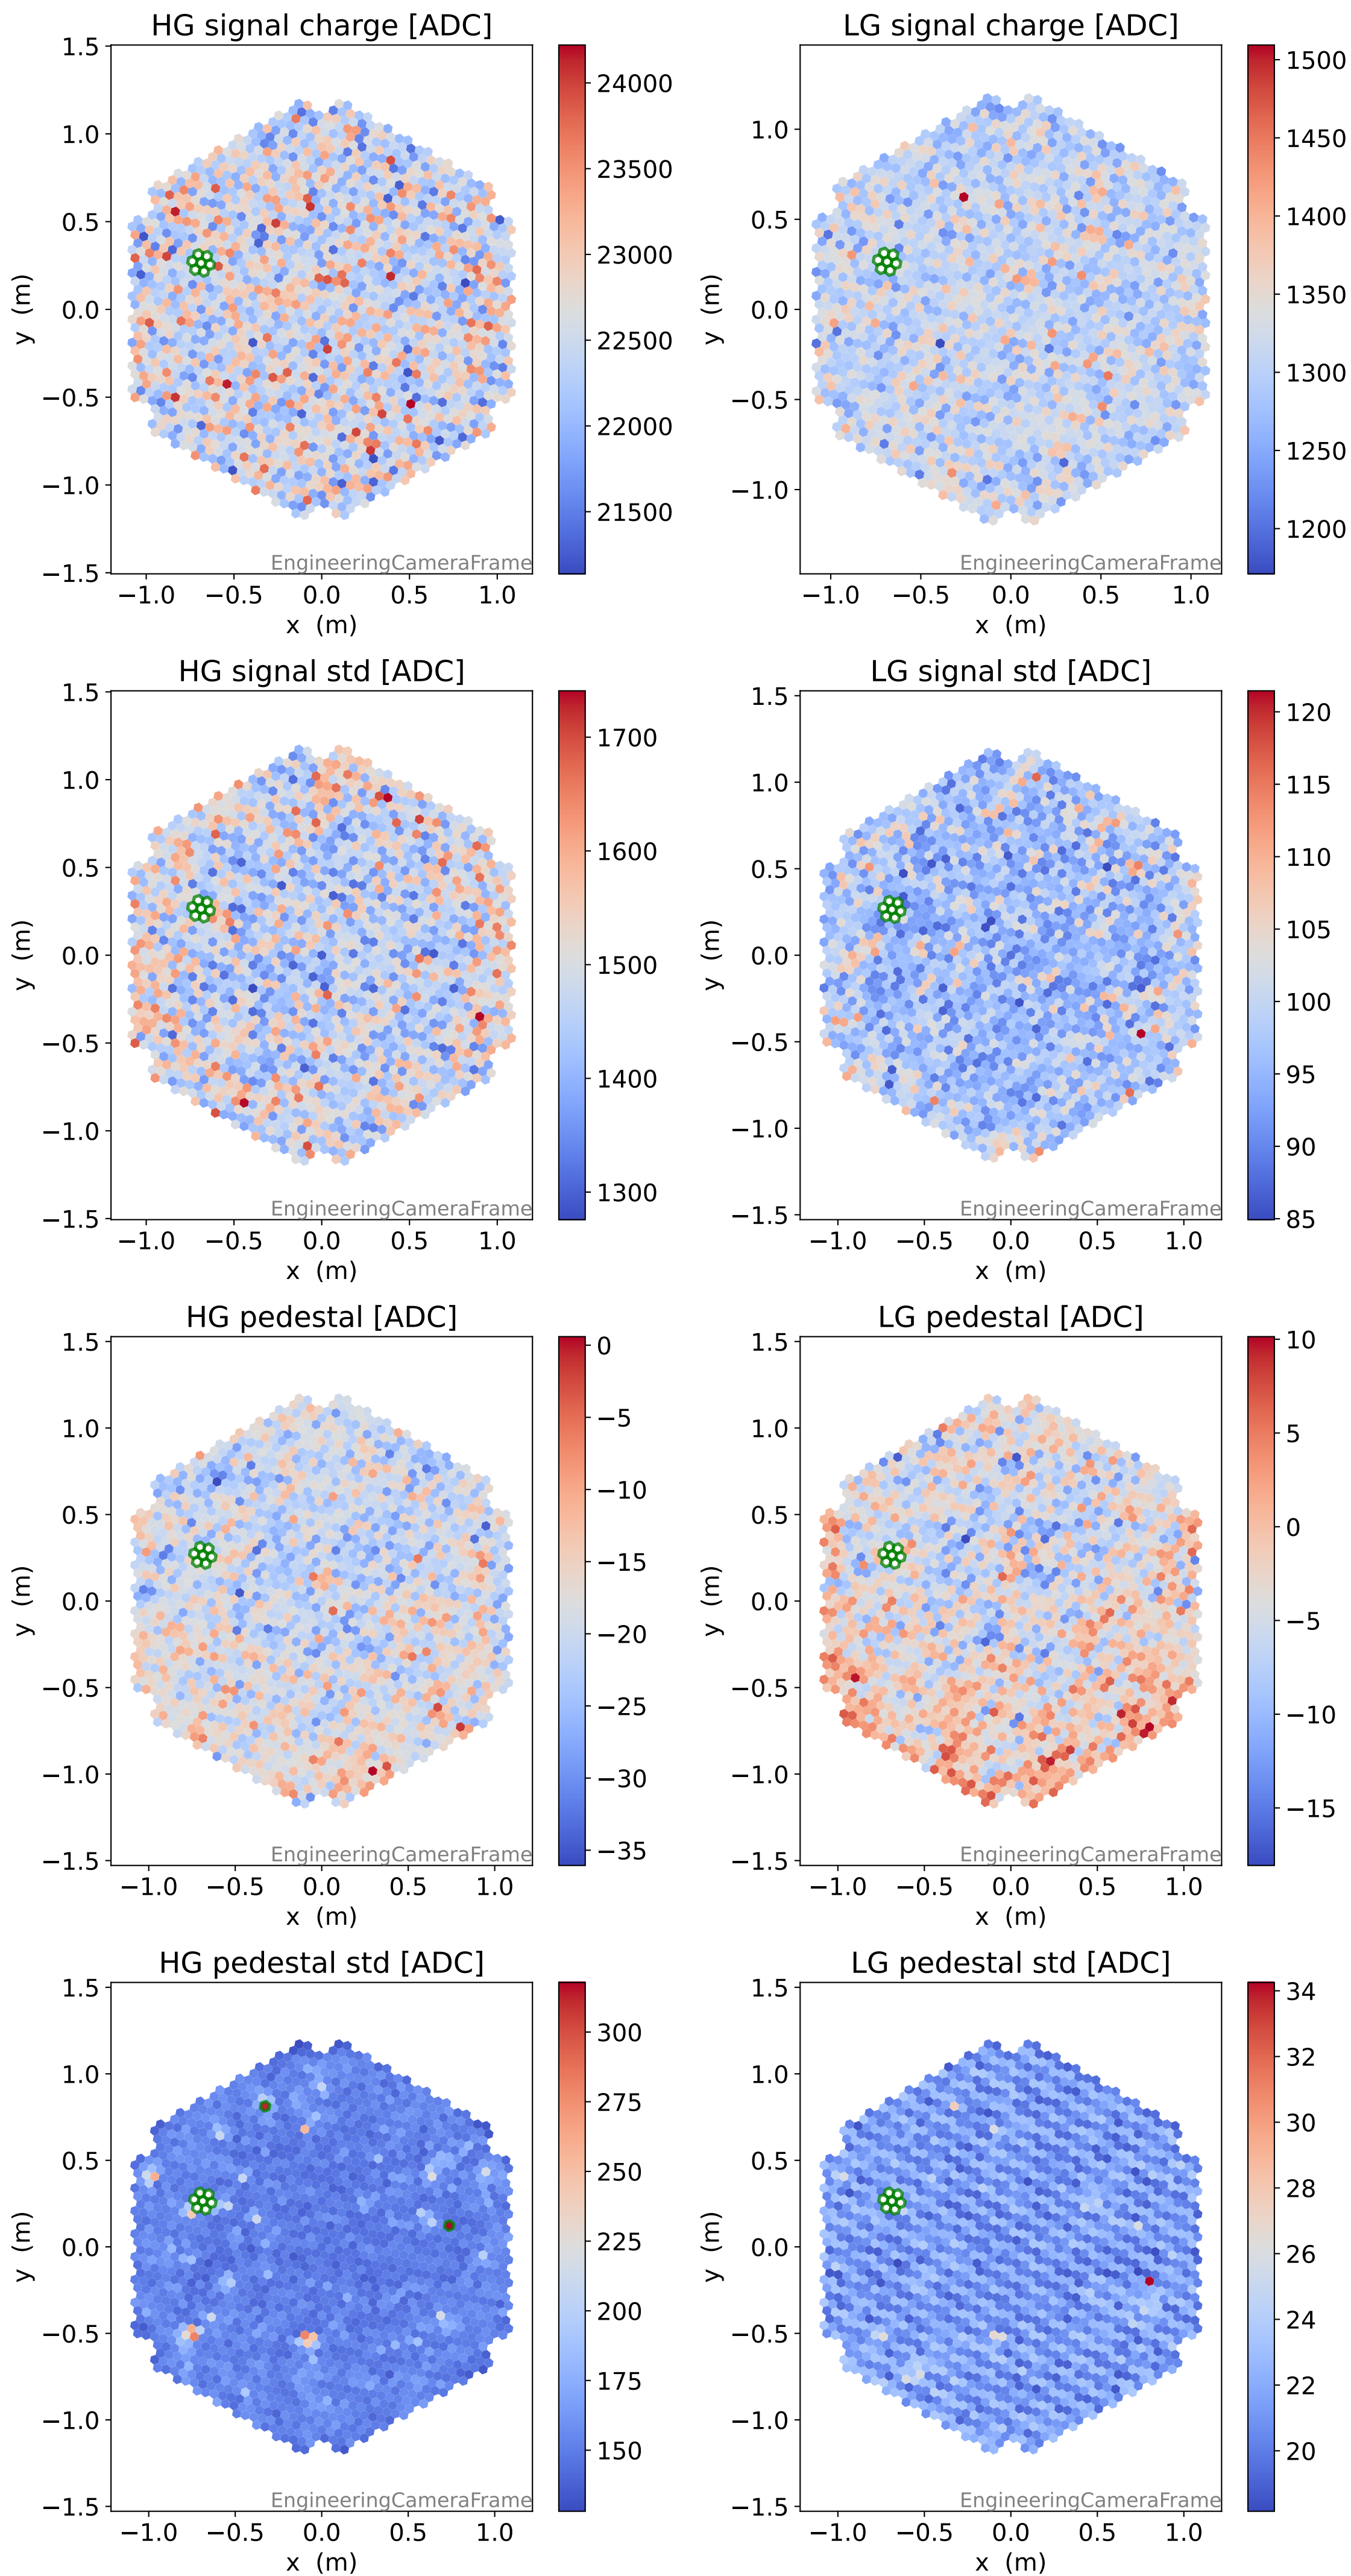 HG signal charge [ADC]
LG signal charge [ADC]
1.5
1.0
0.5
0.0
−0.5
−1.0
−1.5
y (m)
−1.0 −0.5 0.0 0.5 1.0
x (m)
EngineeringCameraFrame
24000
23500
23000
22500
22000
21500
1.0
0.5
0.0
−0.5
−1.0
y (m)
−1.0 −0.5 0.0 0.5 1.0
x (m)
EngineeringCameraFrame
1500
1450
1400
1350
1300
1250
1200
HG signal std [ADC]
LG signal std [ADC]
1.5
1.0
0.5
0.0
−0.5
−1.0
−1.5
y (m)
−1.0 −0.5 0.0 0.5 1.0
x (m)
EngineeringCameraFrame
1700
1600
1500
1400
1300
1.5
1.0
0.5
0.0
−0.5
−1.0
−1.5
y (m)
−1.0 −0.5 0.0 0.5 1.0
x (m)
EngineeringCameraFrame
120
115
110
105
100
95
90
85
HG pedestal [ADC]
LG pedestal [ADC]
1.5
1.0
0.5
0.0
−0.5
−1.0
−1.5
y (m)
−1.0 −0.5 0.0 0.5 1.0
x (m)
EngineeringCameraFrame
0
−5
−10
−15
−20
−25
−30
−35
1.5
1.0
0.5
0.0
−0.5
−1.0
−1.5
y (m)
−1.0 −0.5 0.0 0.5 1.0
x (m)
EngineeringCameraFrame
10
5
0
−5
−10
−15
HG pedestal std [ADC]
LG pedestal std [ADC]
1.5
1.0
0.5
0.0
−0.5
−1.0
−1.5
y (m)
−1.0 −0.5 0.0 0.5 1.0
x (m)
EngineeringCameraFrame
300
275
250
225
200
175
150
1.5
1.0
0.5
0.0
−0.5
−1.0
−1.5
y (m)
−1.0 −0.5 0.0 0.5 1.0
x (m)
EngineeringCameraFrame
34
32
30
28
26
24
22
20